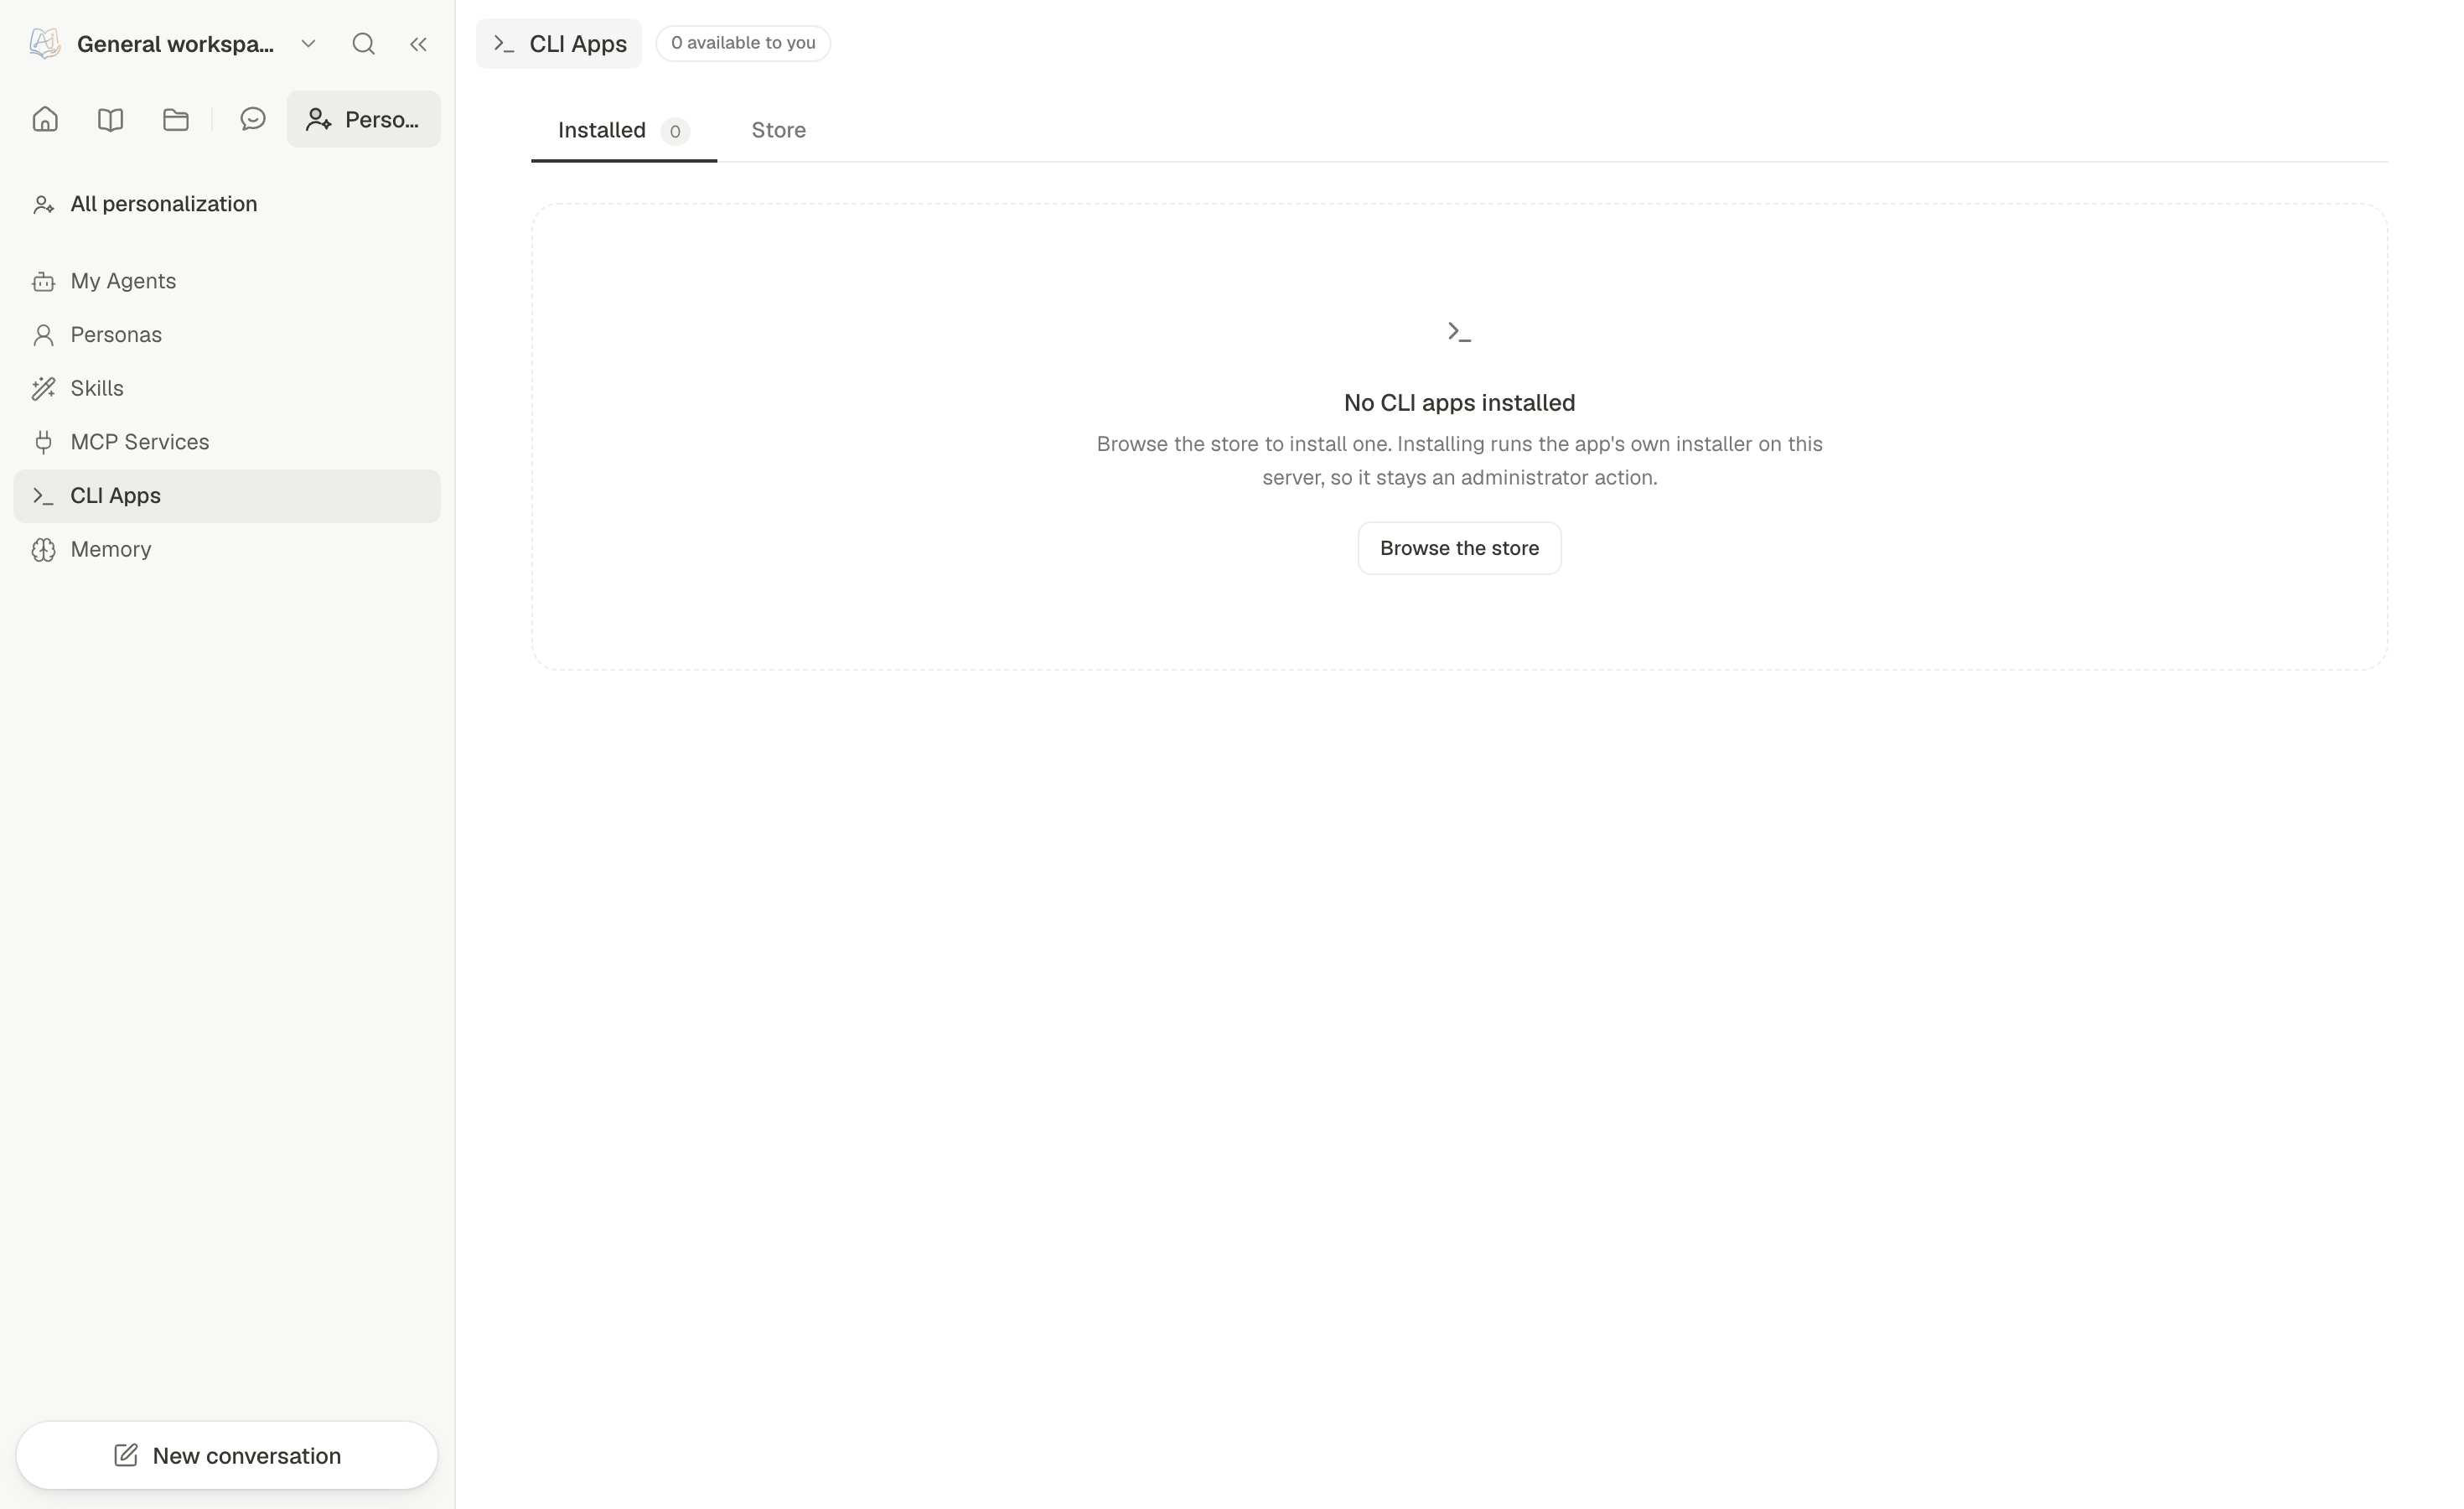 General workspa...
Perso...
All personalization
My Agents
Personas
Skills
MCP Services
CLI Apps
Memory
New conversation
CLI Apps
0 available to you
Installed 0
Store
No CLI apps installed
Browse the store to install one. Installing runs the app's own installer on this
server, so it stays an administrator action.
Browse the store